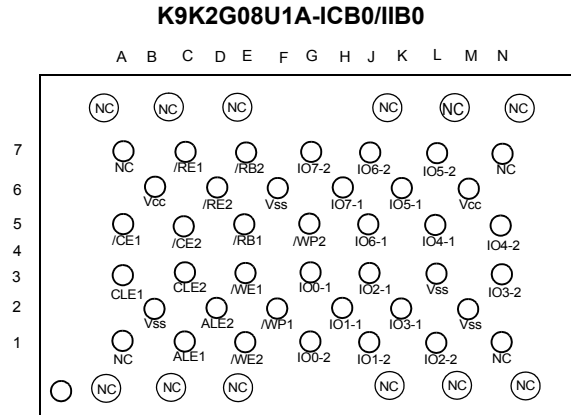 K9K2G08U1A-ICB0/IIB0
A B C D E F G H J K L M N
NC NC NC NC NC NC
7
NC /RE1 /RB2 IO7-2 IO6-2 IO5-2 NC
6
Vcc /RE2 Vss IO7-1 IO5-1 Vcc
5
/CE1 /CE2 /RB1 /WP2 IO6-1 IO4-1 IO4-2
4
3
CLE1 CLE2 /WE1 IO0-1 IO2-1 Vss IO3-2
2
Vss ALE2 /WP1 IO1-1 IO3-1 Vss
1
NC ALE1 /WE2 IO0-2 IO1-2 IO2-2 NC
NC NC NC NC NC NC